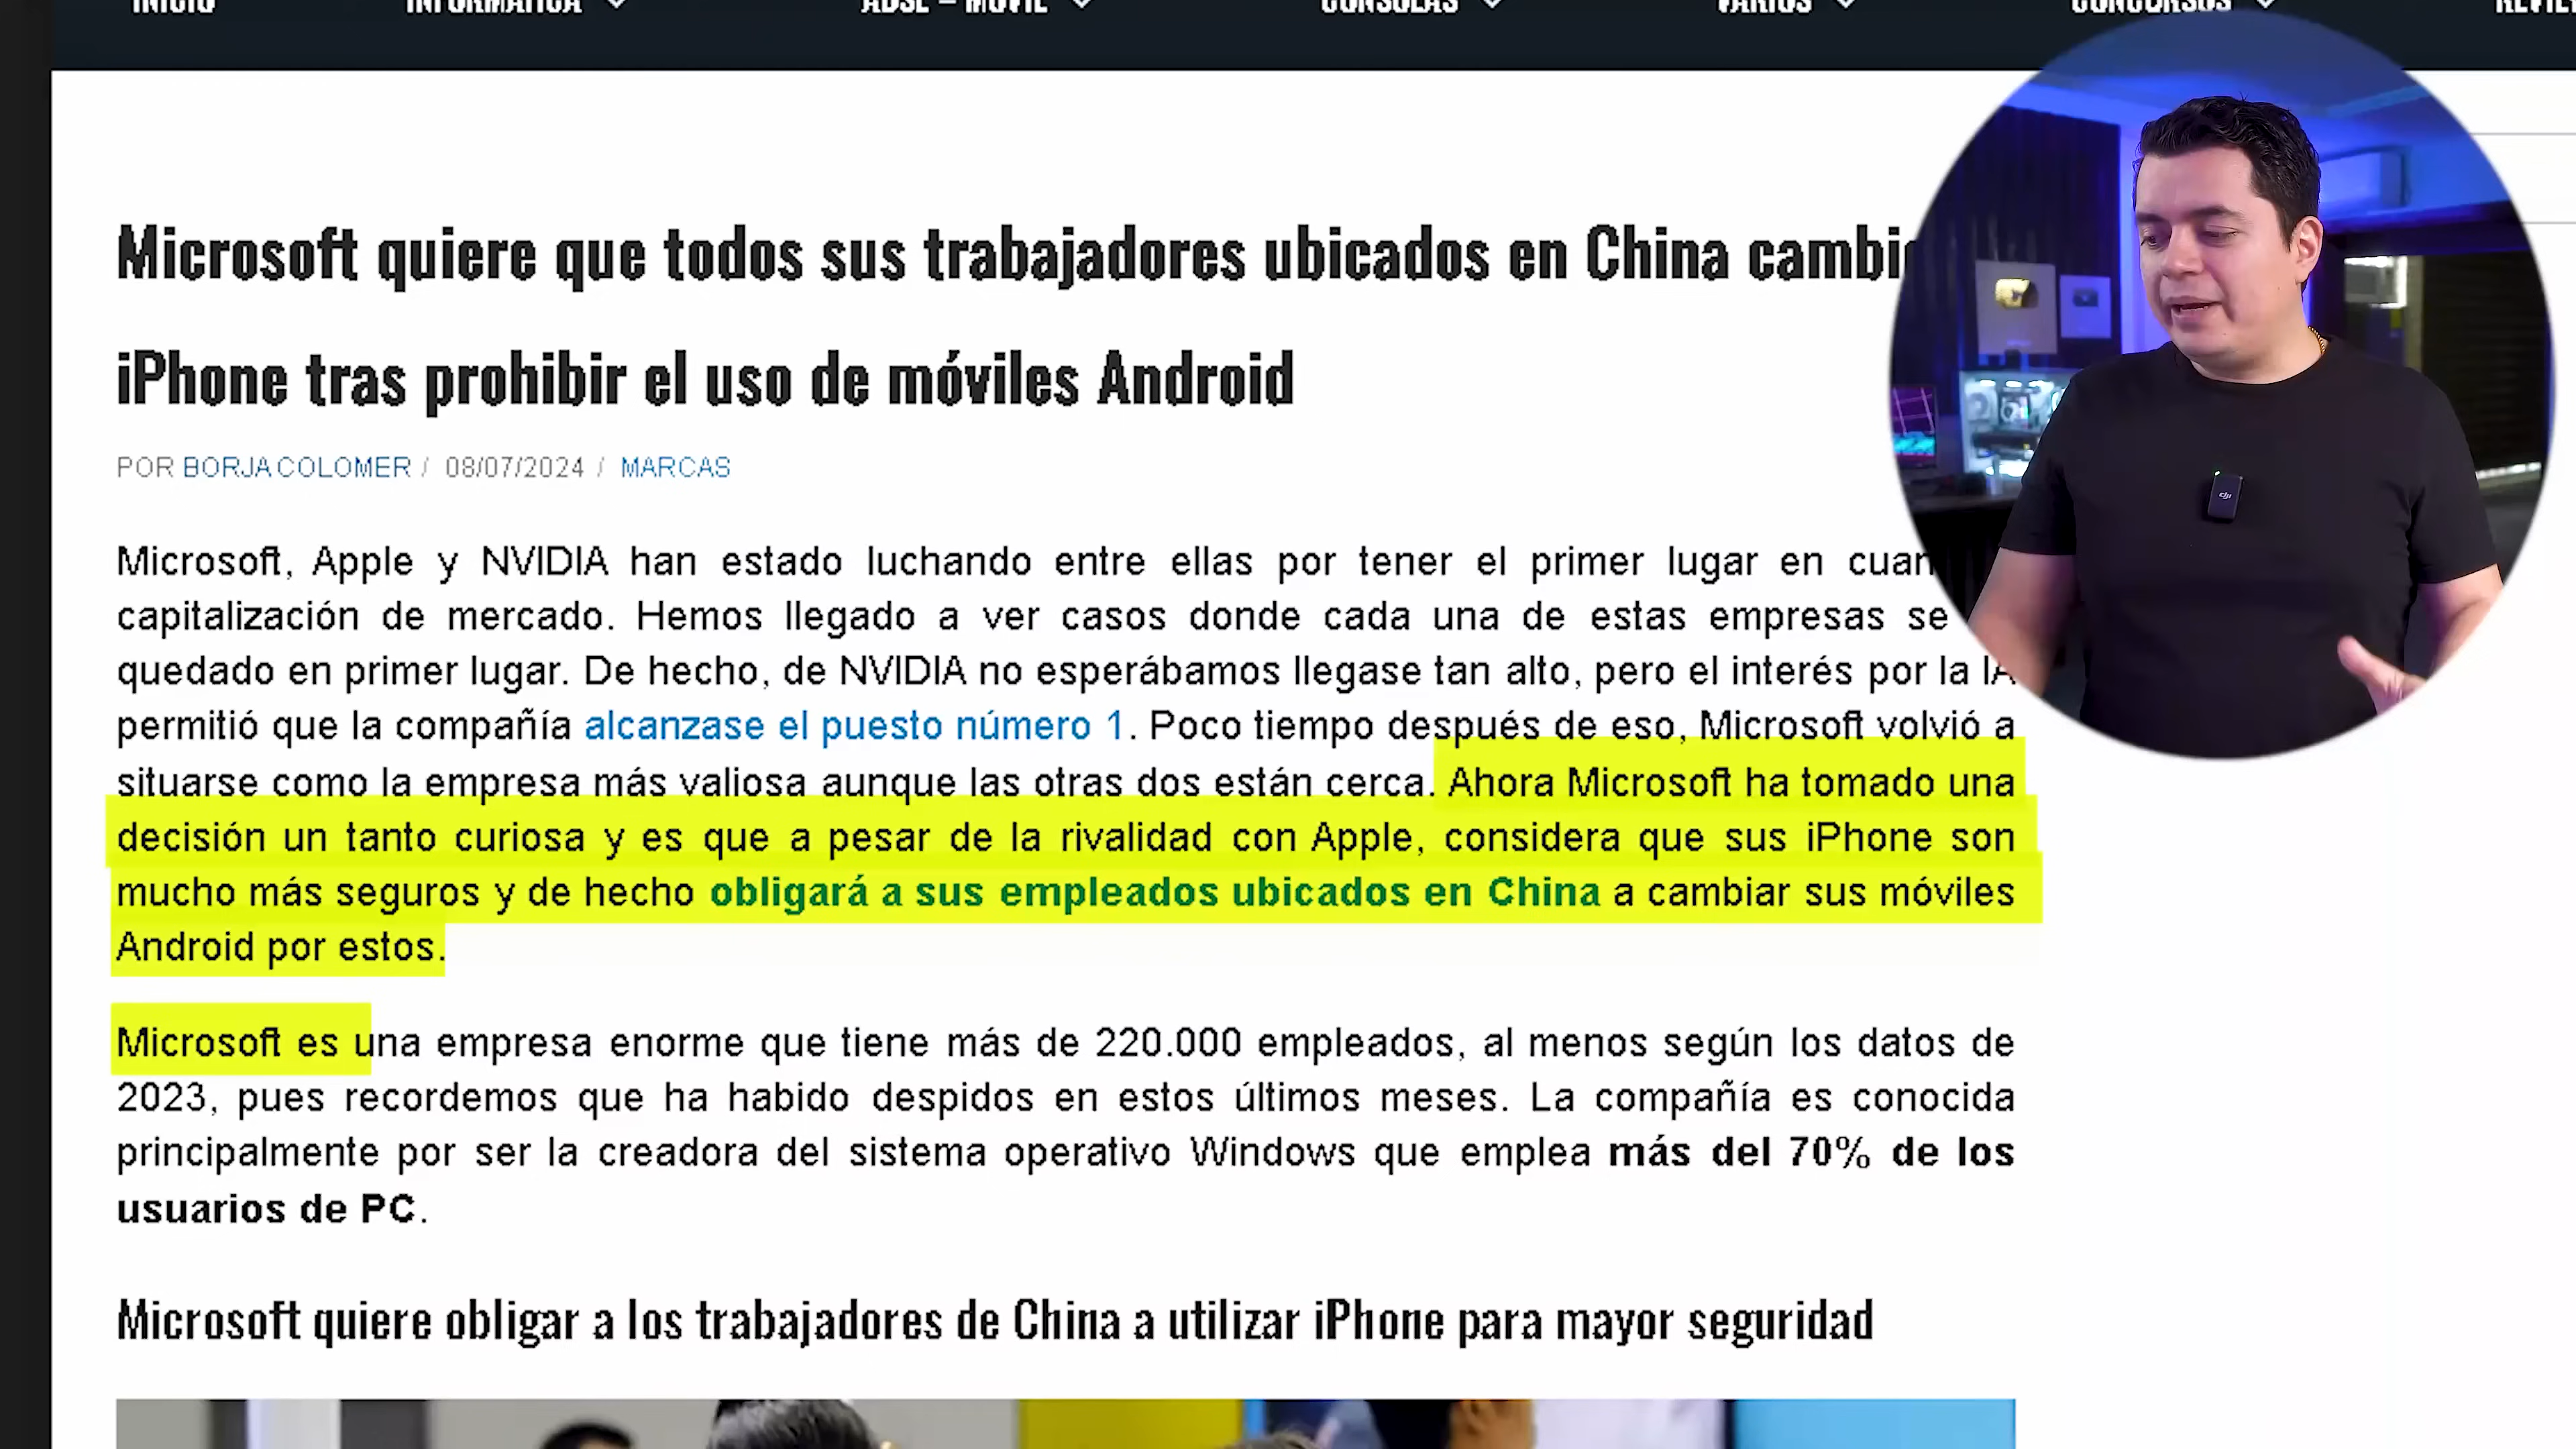 INICIO INFORMÁTICA ADSL – MÓVIL CONSOLAS VARIOS CONCURSOS
Microsoft quiere que todos sus trabajadores ubicados en China
iPhone tras prohibir el uso de móviles Android
POR BORJA COLOMER / 08/07/2024 / MARCAS
Microsoft, Apple y NVIDIA han estado luchando entre ellas por tener el primer lugar en
capitalización de mercado. Hemos llegado a ver casos donde cada una de estas empresas se
quedado en primer lugar. De hecho, de NVIDIA no esperábamos llegase tan alto, pero el interés por la IA
permitió que la compañía alcanzase el puesto número 1. Poco tiempo después de eso, Microsoft volvió a
situarse como la empresa más valiosa aunque las otras dos están cerca. Ahora Microsoft ha tomado una
decisión un tanto curiosa y es que a pesar de la rivalidad con Apple, considera que sus iPhone son
mucho más seguros y de hecho obligará a sus empleados ubicados en China a cambiar sus móviles
Android por estos.
Microsoft es una empresa enorme que tiene más de 220.000 empleados, al menos según los datos de
2023, pues recordemos que ha habido despidos en estos últimos meses. La compañía es conocida
principalmente por ser la creadora del sistema operativo Windows que emplea más del 70% de los
usuarios de PC.
Microsoft quiere obligar a los trabajadores de China a utilizar iPhone para mayor seguridad
dji